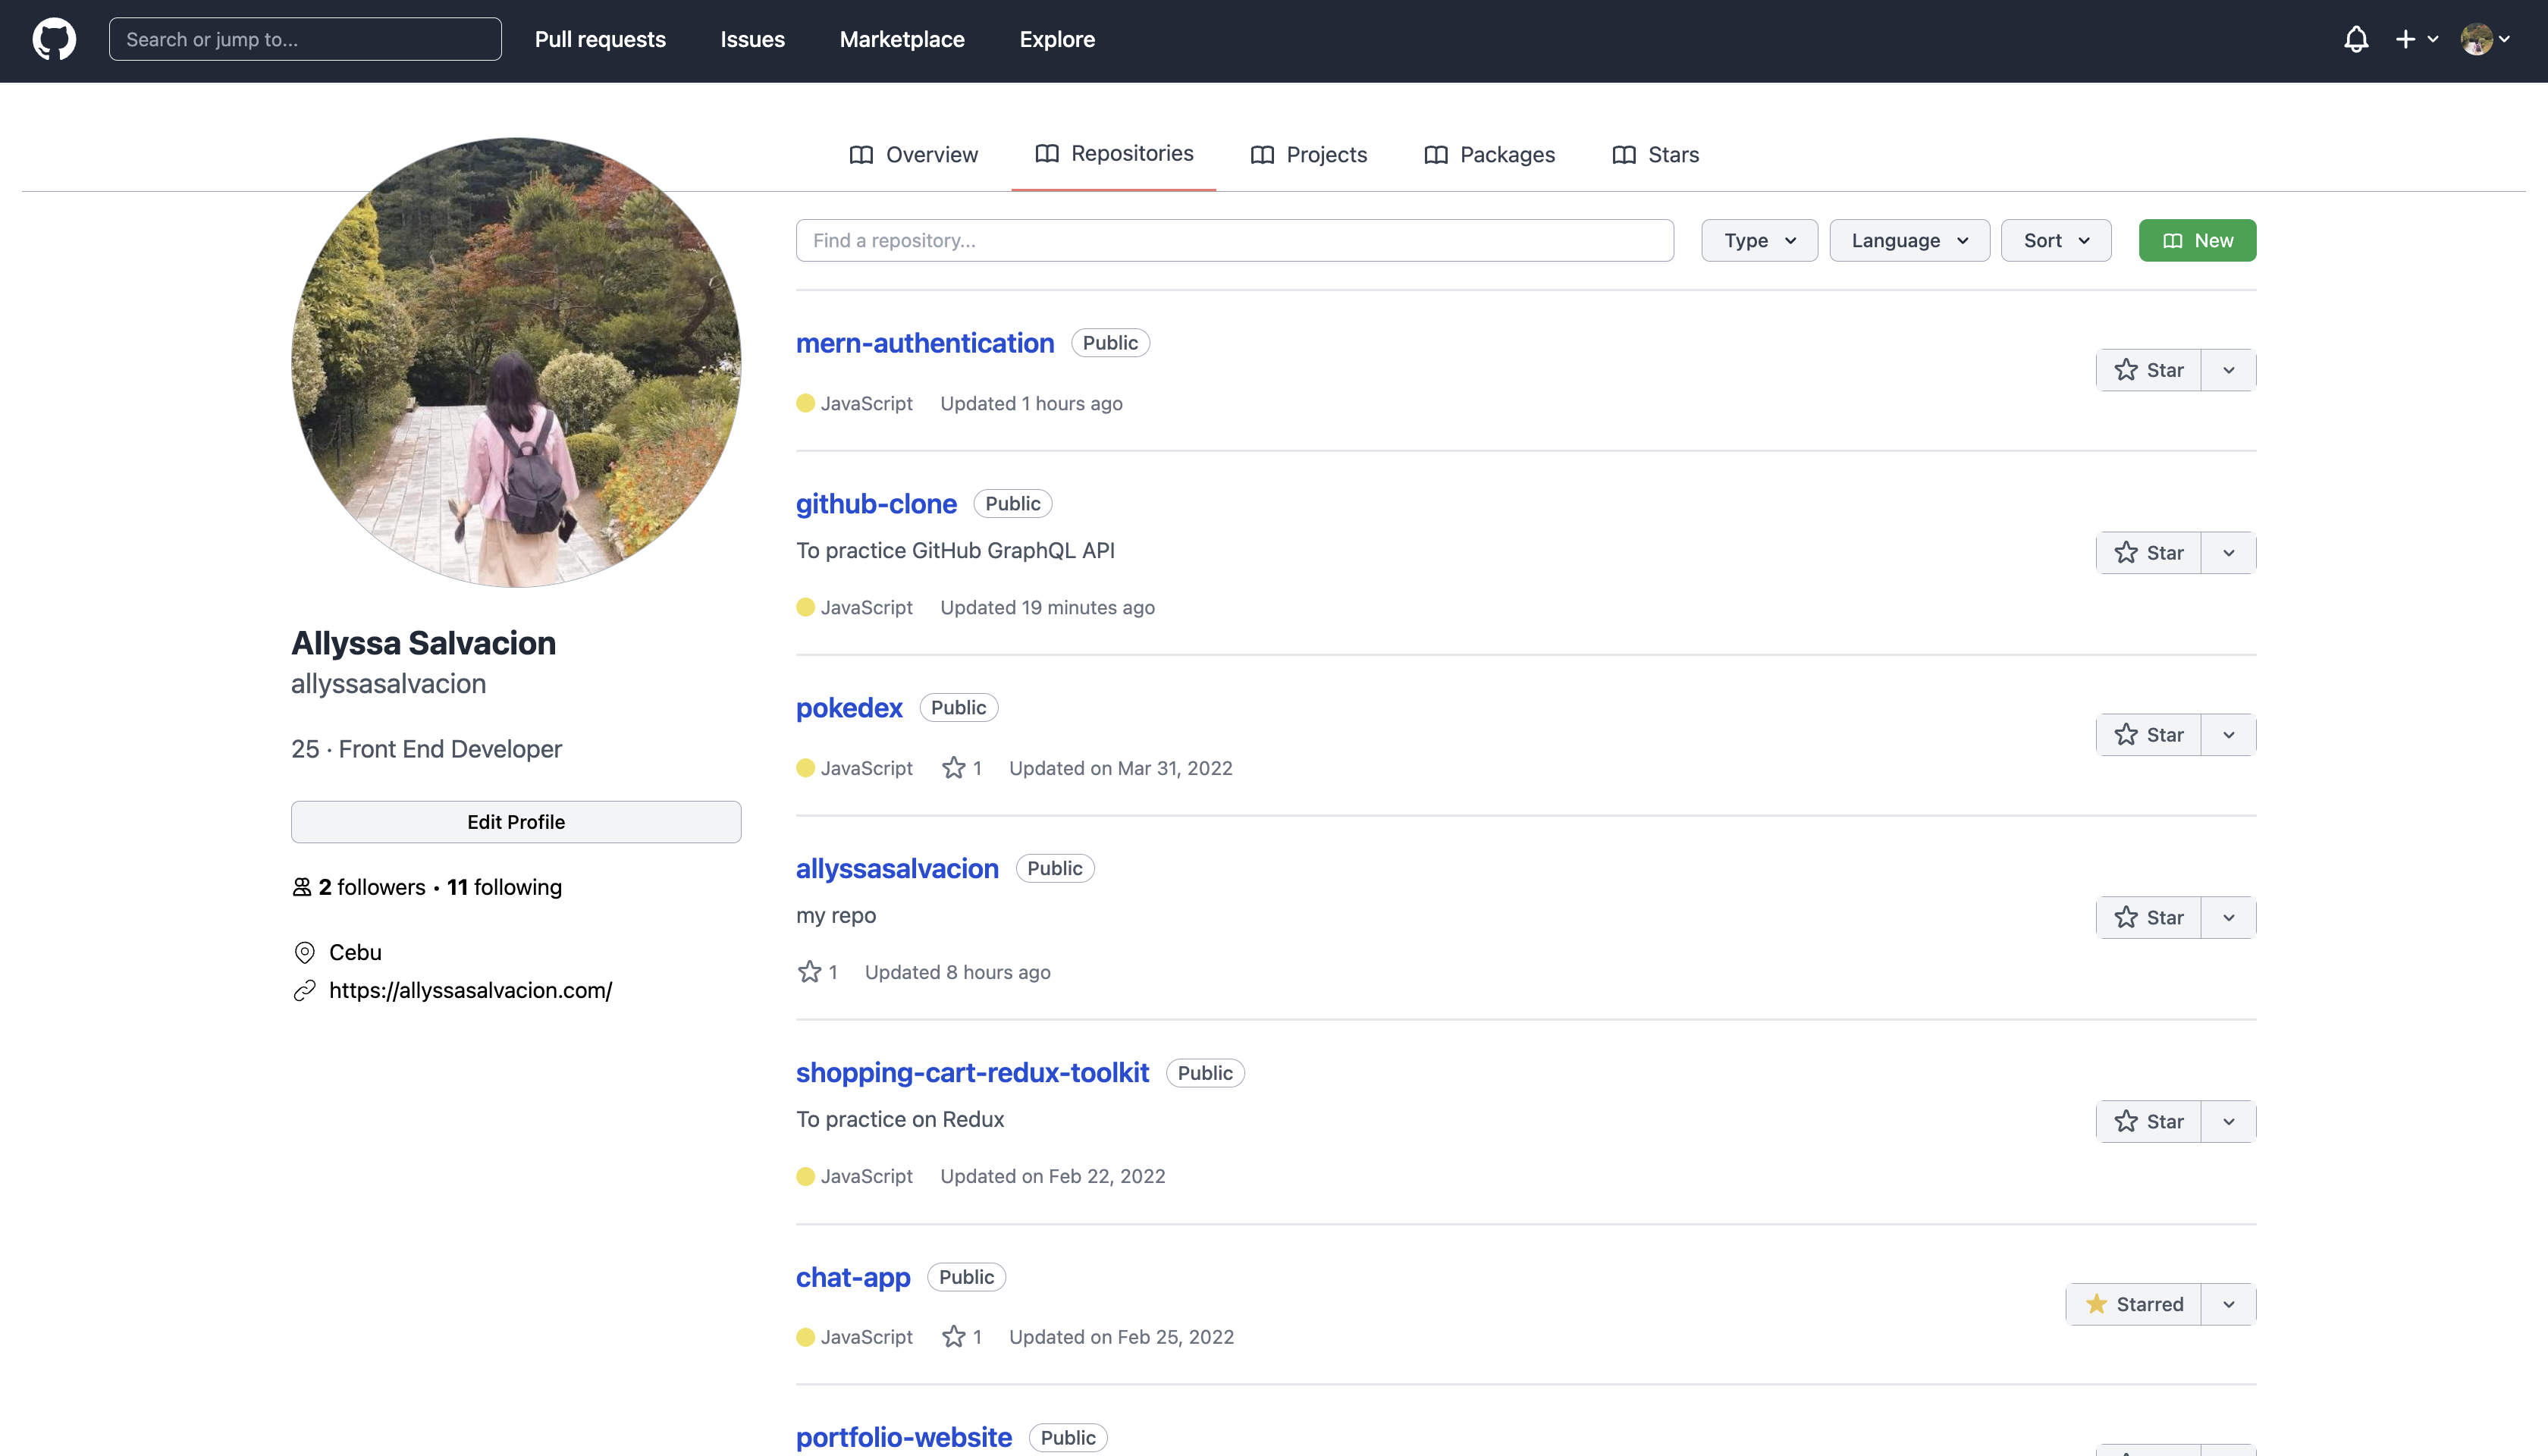 Search or jump to...
Pull requests
Issues
Marketplace
Explore
Overview
Repositories
Projects
Packages
Stars
Allyssa Salvacion
allyssasalvacion
25 · Front End Developer
Edit Profile
2 followers • 11 following
Cebu
https://allyssasalvacion.com/
Find a repository...
Type
Language
Sort
New
mern-authentication Public
JavaScript Updated 1 hours ago
Star
github-clone Public
To practice GitHub GraphQL API
JavaScript Updated 19 minutes ago
Star
pokedex Public
JavaScript 1 Updated on Mar 31, 2022
Star
allyssasalvacion Public
my repo
1 Updated 8 hours ago
Star
shopping-cart-redux-toolkit Public
To practice on Redux
JavaScript Updated on Feb 22, 2022
Star
chat-app Public
JavaScript 1 Updated on Feb 25, 2022
Starred
portfolio-website Public